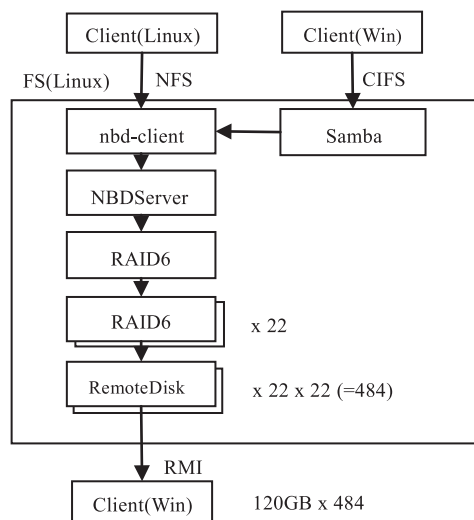 Client(Linux)
Client(Win)
FS(Linux)
NFS
CIFS
nbd-client
Samba
NBDServer
RAID6
RAID6
x 22
RemoteDisk
x 22 x 22 (=484)
RMI
Client(Win)
120GB x 484